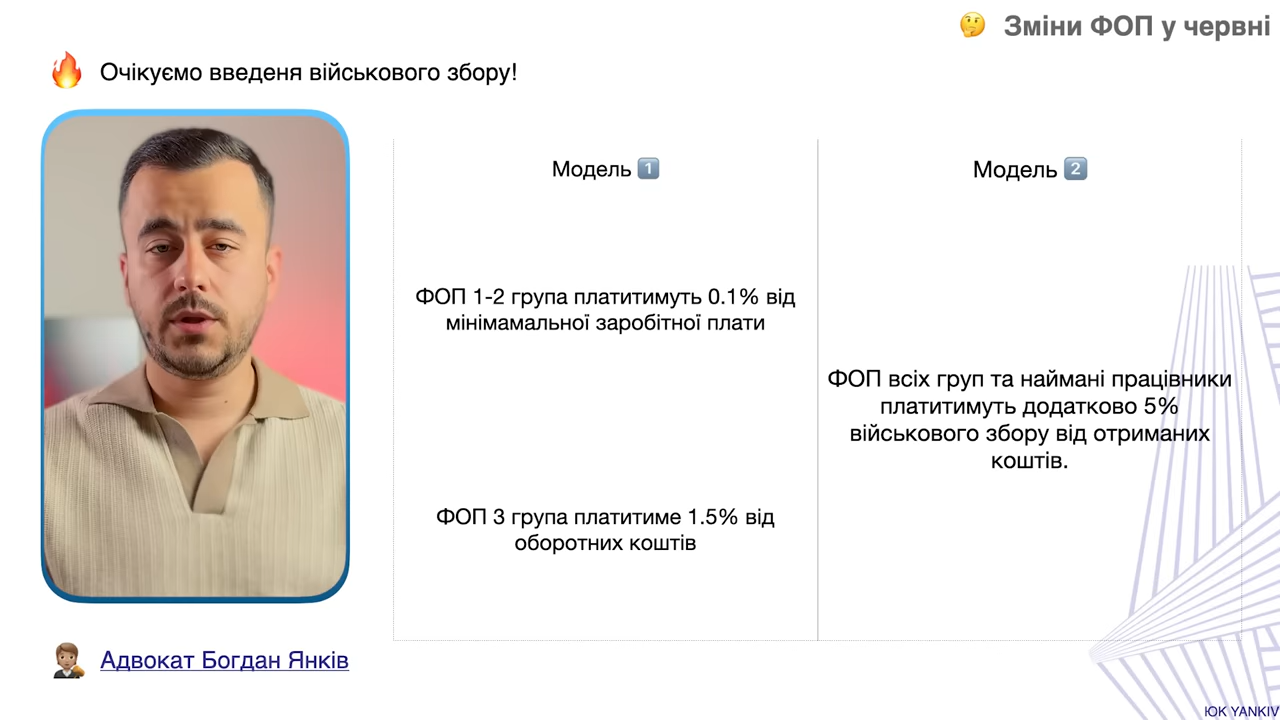 🤔 Зміни ФОП у червні
🔥 Очікуємо введеня військового збору!
Модель 1️⃣
ФОП 1-2 група платитимуть 0.1% від
мінімамальної заробітної плати
ФОП 3 група платитиме 1.5% від
оборотних коштів
Модель 2️⃣
ФОП всіх груп та наймані працівники
платитимуть додатково 5%
військового збору від отриманих
коштів.
Адвокат Богдан Янків
ЮК YANKIV